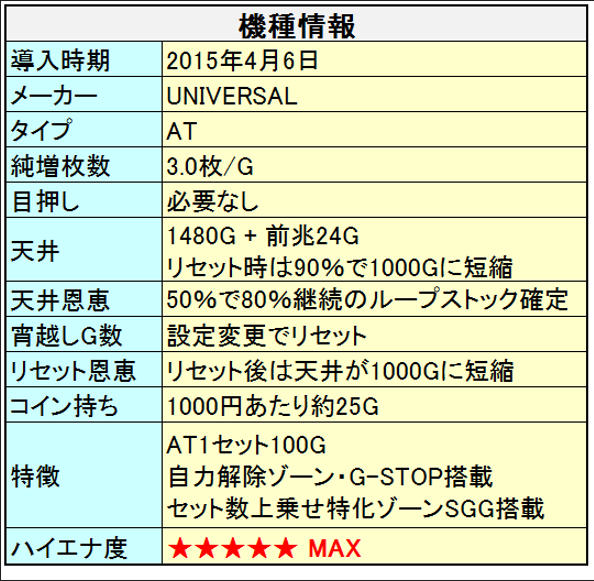 機種情報
導入時期 2015年4月6日
メーカー UNIVERSAL
タイプ AT
純増枚数 3.0枚/G
目押し 必要なし
天井 1480G + 前兆24G
リセット時は90%で1000Gに短縮
天井恩恵 50%で80%継続のループストック確定
宵越しG数 設定変更でリセット
リセット恩恵 リセット後は天井が1000Gに短縮
コイン持ち 1000円あたり約25G
特徴 AT1セット100G
自力解除ゾーン・G-STOP搭載
セット数上乗せ特化ゾーンSGG搭載
ハイエナ度 ★★★★★ MAX